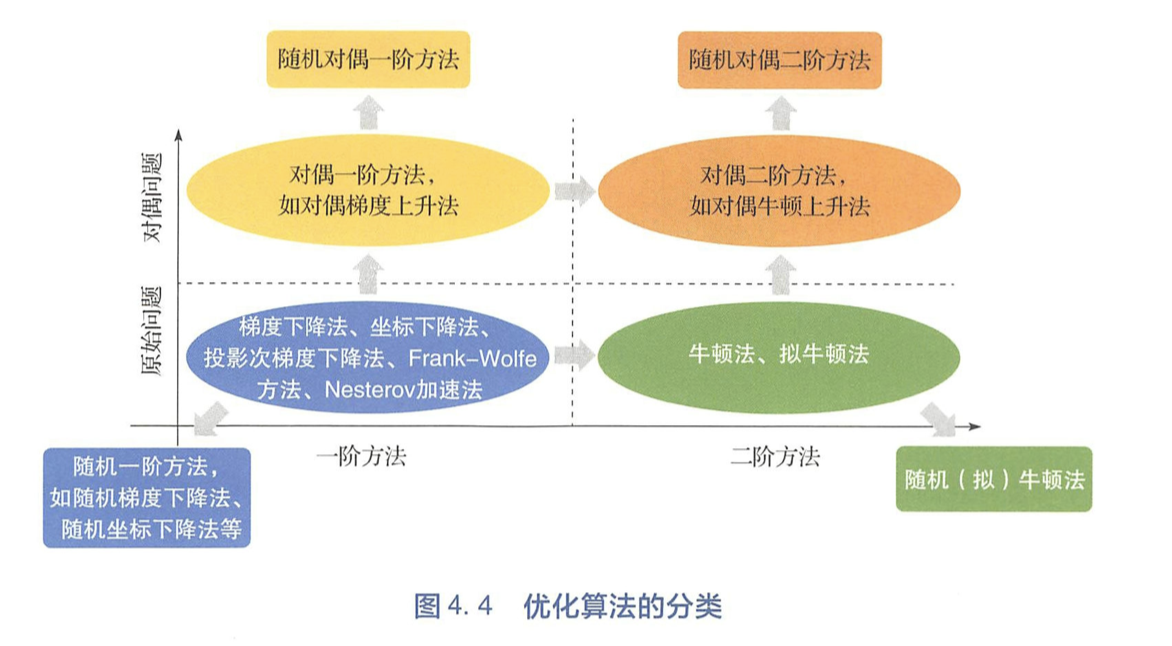 随机对偶一阶方法
随机对偶二阶方法
对偶问题
对偶一阶方法，
如对偶梯度上升法
对偶二阶方法，
如对偶牛顿上升法
原始问题
梯度下降法、坐标下降法、
投影次梯度下降法、Frank-Wolfe
方法、Nesterov加速法
牛顿法、拟牛顿法
一阶方法
二阶方法
随机一阶方法，
如随机梯度下降法、
随机坐标下降法等
随机（拟）牛顿法
图4.4 优化算法的分类